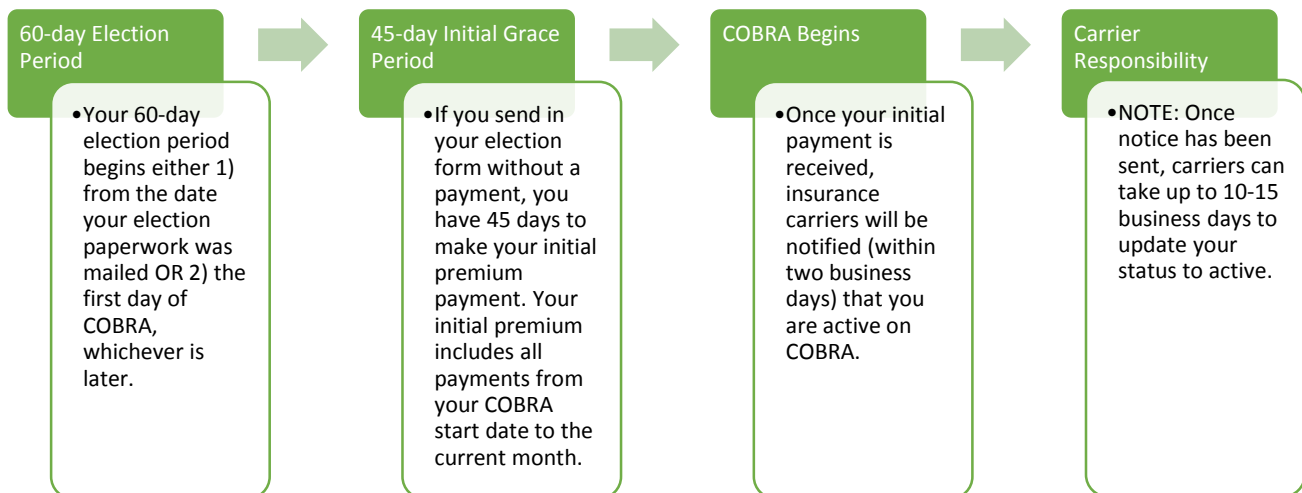 60-day Election
Period
•Your 60-day
election period
begins either 1)
from the date
your election
paperwork was
mailed OR 2) the
first day of
COBRA,
whichever is
later.
45-day Initial Grace
Period
•If you send in
your election
form without a
payment, you
have 45 days to
make your initial
premium
payment. Your
initial premium
includes all
payments from
your COBRA
start date to the
current month.
COBRA Begins
•Once your initial
payment is
received,
insurance
carriers will be
notified (within
two business
days) that you
are active on
COBRA.
Carrier
Responsibility
•NOTE: Once
notice has been
sent, carriers can
take up to 10-15
business days to
update your
status to active.